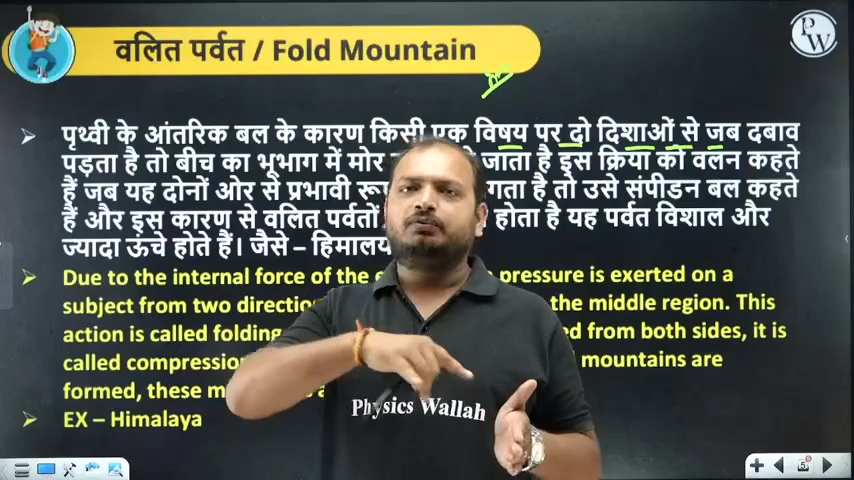 वलित पर्वत / Fold Mountain
PW
पृथ्वी के आंतरिक बल के कारण किसी एक विषय पर दो दिशाओं से जब दबाव
पड़ता है तो बीच का भूभाग में मोर जाता है इस क्रिया को वलन कहते
हैं जब यह दोनों ओर से प्रभावी गता है तो उसे संपीडन बल कहते
हैं और इस कारण से वलित पर्वतों होता है यह पर्वत विशाल और
ज्यादा ऊंचे होते हैं। जैसे – हिमालय
Due to the internal force of the pressure is exerted on a
subject from two the middle region. This
action is called folding from both sides, it is
called mountains are
formed, these
EX – Himalaya
Physics Wallah